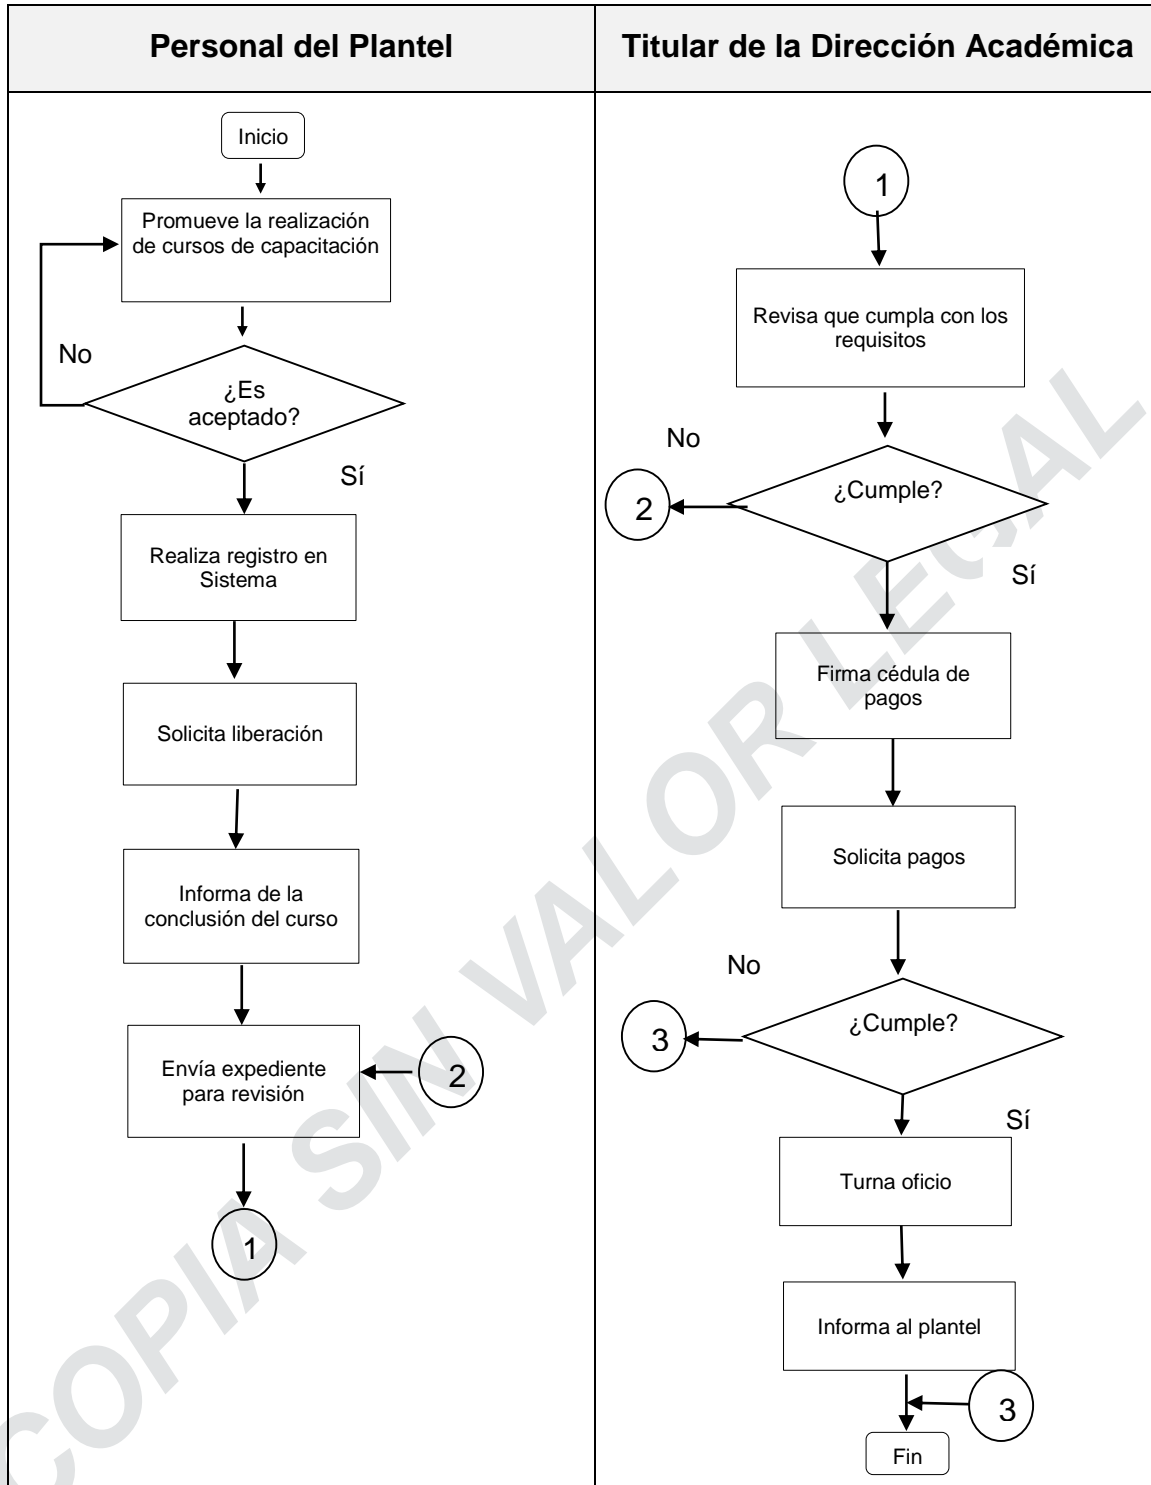 Personal del Plantel
Titular de la Dirección Académica
Inicio
Promueve la realización
de cursos de capacitación
No
¿Es
aceptado?
Sí
Realiza registro en
Sistema
Solicita liberación
Informa de la
conclusión del curso
Envía expediente
para revisión
2
1
1
Revisa que cumpla con los
requisitos
No
¿Cumple?
2
Sí
Firma cédula de
pagos
Solicita pagos
No
¿Cumple?
3
Sí
Turna oficio
Informa al plantel
3
Fin
COPIA SIN VALOR LEGAL